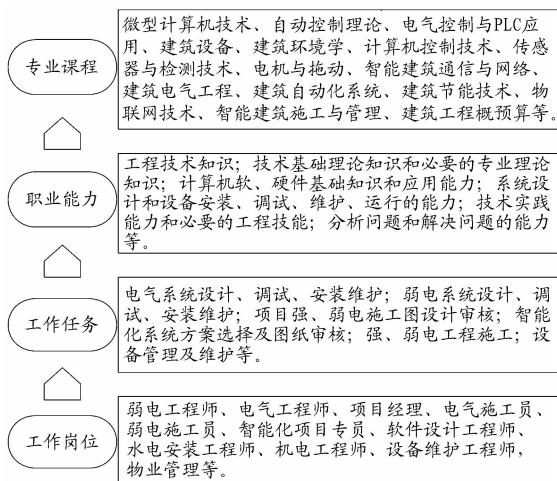 专业课程
微型计算机技术、自动控制理论、电气控制与PLC应
用、建筑设备、建筑环境学、计算机控制技术、传感
器与检测技术、电机与拖动、智能建筑通信与网络、
建筑电气工程、建筑自动化系统、建筑节能技术、物
联网技术、智能建筑施工与管理、建筑工程概预算等。
职业能力
工程技术知识；技术基础理论知识和必要的专业理论
知识；计算机软、硬件基础知识和应用能力；系统设
计和设备安装、调试、维护、运行的能力；技术实践
能力和必要的工程技能；分析问题和解决问题的能力
等。
工作任务
电气系统设计、调试、安装维护；弱电系统设计、调
试、安装维护；项目强、弱电施工图设计审核；智能
化系统方案选择及图纸审核；强、弱电工程施工；设
备管理及维护等。
工作岗位
弱电工程师、电气工程师、项目经理、电气施工员、
弱电施工员、智能化项目专员、软件设计工程师、
水电安装工程师、机电工程师、设备维护工程师，
物业管理等。